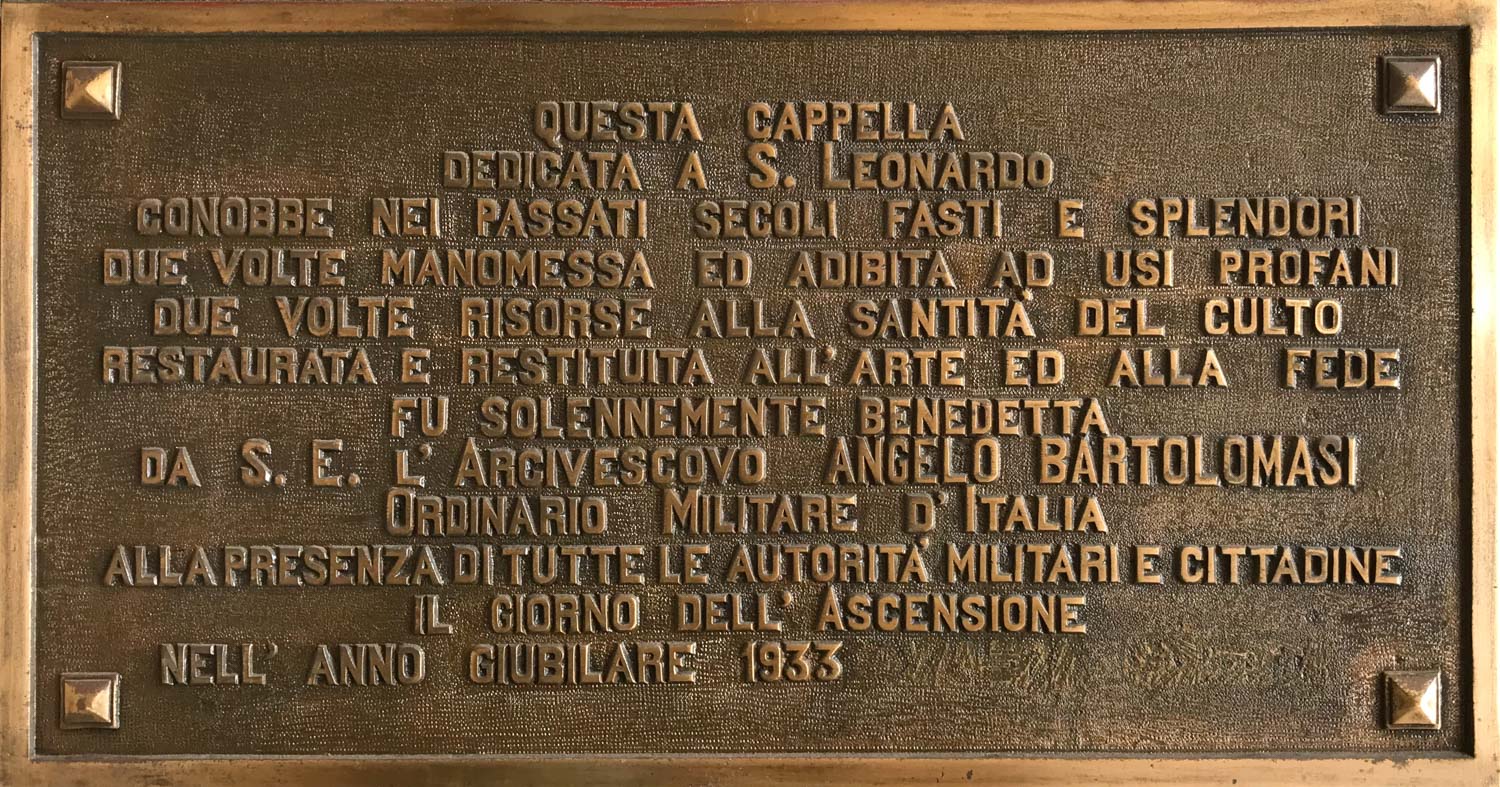 QUESTA CAPPELLA
DEDICATA A S. LEONARDO
CONOBBE NEI PASSATI SECOLI FASTI E SPLENDORI
DUE VOLTE MANOMESSA ED ADIBITA AD USI PROFANI
DUE VOLTE RISORSE ALLA SANTITÀ DEL CULTO
RESTAURATA E RESTITUITA ALL'ARTE ED ALLA FEDE
FU SOLENNEMENTE BENEDETTA
DA S. E. L'ARCIVESCOVO ANGELO BARTOLOMASI
ORDINARIO MILITARE D'ITALIA
ALLA PRESENZA DI TUTTE LE AUTORITÀ MILITARI E CITTADINE
IL GIORNO DELL'ASCENSIONE
NELL'ANNO GIUBILARE 1933